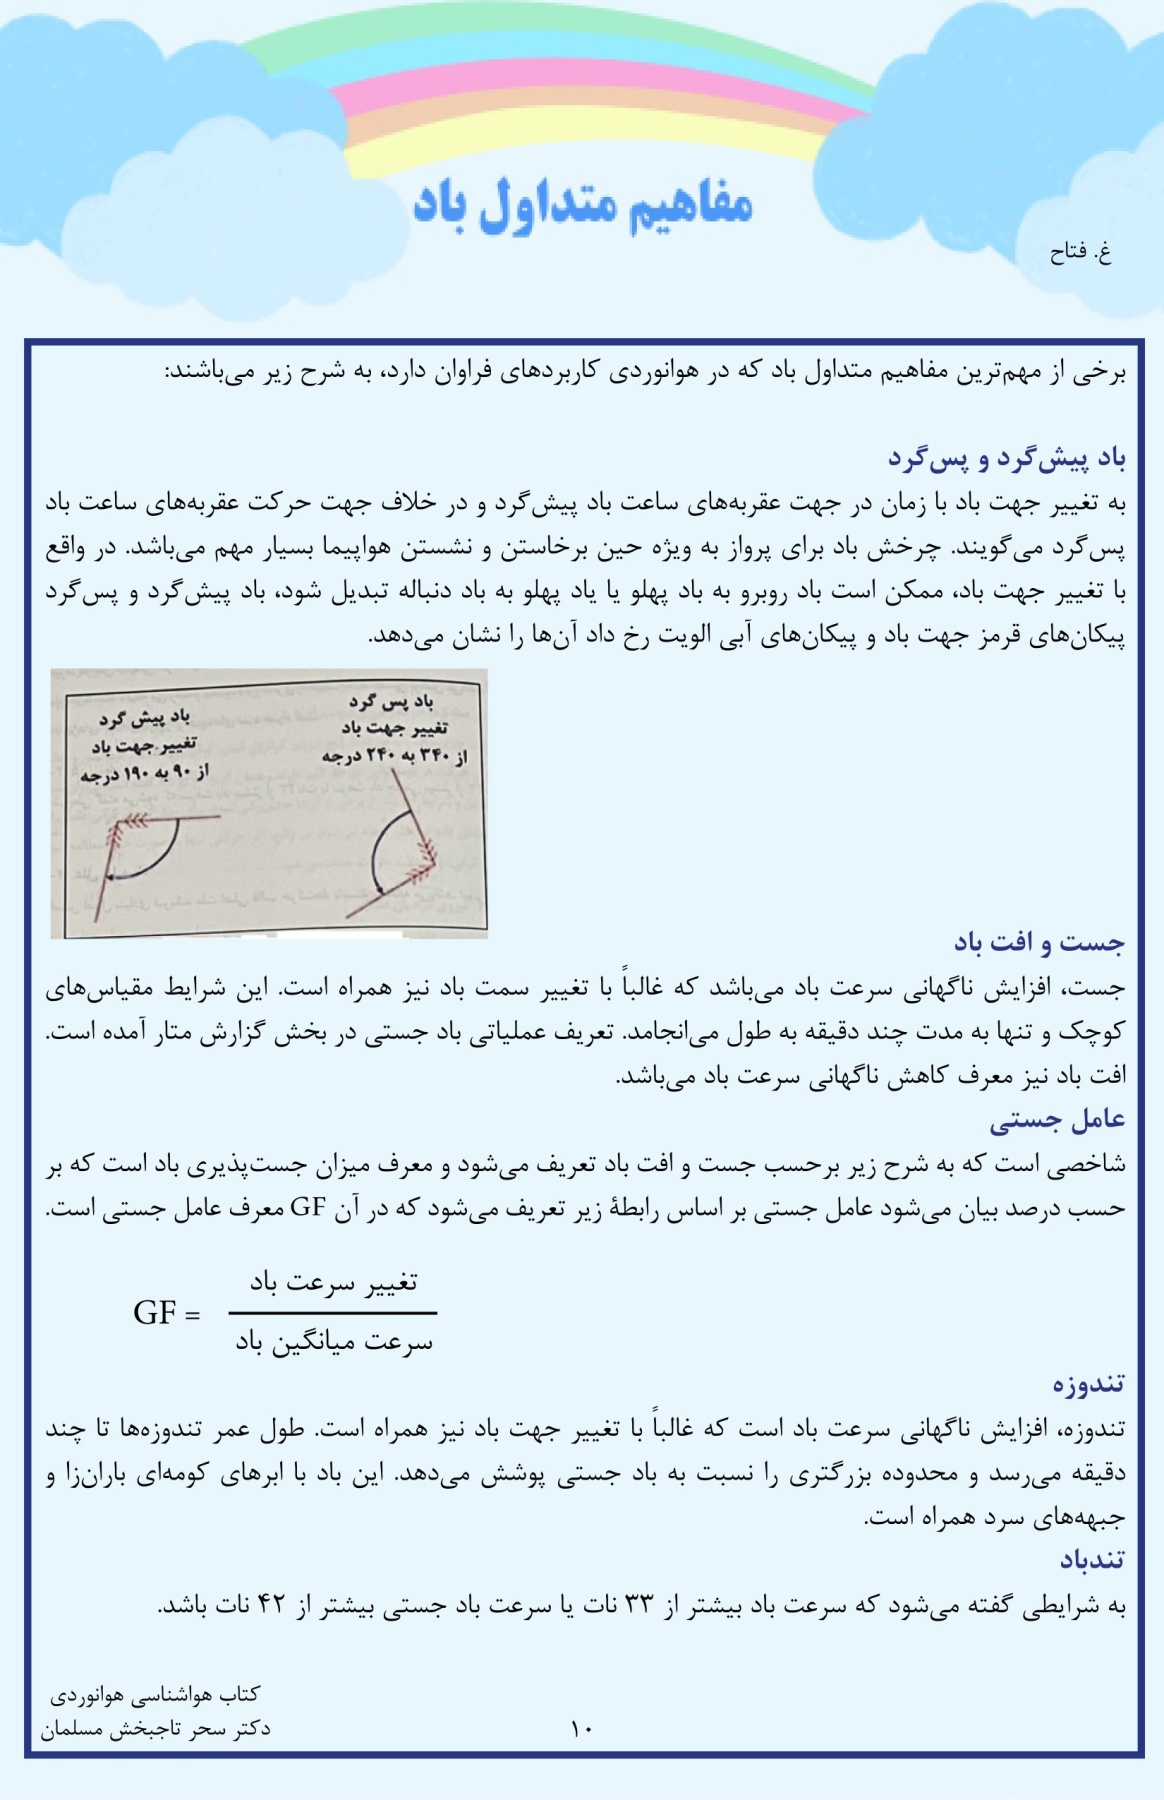 مفاهیم متداول باد
غ. فتاح
برخی از مهم‌ترین مفاهیم متداول باد که در هوانوردی کاربردهای فراوان دارد، به شرح زیر می‌باشند:
باد پیش‌گرد و پس‌گرد
به تغییر جهت باد با زمان در جهت عقربه‌های ساعت باد پیش‌گرد و در خلاف جهت حرکت عقربه‌های ساعت باد
پس‌گرد می‌گویند. چرخش باد برای پرواز به ویژه حین برخاستن و نشستن هواپیما بسیار مهم می‌باشد. در واقع
با تغییر جهت باد، ممکن است باد روبرو به باد پهلو یا یاد پهلو به باد دنباله تبدیل شود، باد پیش‌گرد و پس‌گرد
پیکان‌های قرمز جهت باد و پیکان‌های آبی الویت رخ داد آن‌ها را نشان می‌دهد.
باد پس گرد
تغییر جهت باد
از ۳۴۰ به ۲۴۰ درجه
باد پیش گرد
تغییر جهت باد
از ۹۰ به ۱۹۰ درجه
جست و افت باد
جست، افزایش ناگهانی سرعت باد می‌باشد که غالباً با تغییر سمت باد نیز همراه است. این شرایط مقیاس‌های
کوچک و تنها به مدت چند دقیقه به طول می‌انجامد. تعریف عملیاتی باد جستی در بخش گزارش متار آمده است.
افت باد نیز معرف کاهش ناگهانی سرعت باد می‌باشد.
عامل جستی
شاخصی است که به شرح زیر برحسب جست و افت باد تعریف می‌شود و معرف میزان جست‌پذیری باد است که بر
حسب درصد بیان می‌شود عامل جستی بر اساس رابطهٔ زیر تعریف می‌شود که در آن GF معرف عامل جستی است.
تغییر سرعت باد
GF =
سرعت میانگین باد
تندوزه
تندوزه، افزایش ناگهانی سرعت باد است که غالباً با تغییر جهت باد نیز همراه است. طول عمر تندوزه‌ها تا چند
دقیقه می‌رسد و محدوده بزرگتری را نسبت به باد جستی پوشش می‌دهد. این باد با ابرهای کومه‌ای باران‌زا و
جبهه‌های سرد همراه است.
تندباد
به شرایطی گفته می‌شود که سرعت باد بیشتر از ۳۳ نات یا سرعت باد جستی بیشتر از ۴۲ نات باشد.
کتاب هواشناسی هوانوردی
دکتر سحر تاجبخش مسلمان
۱۰